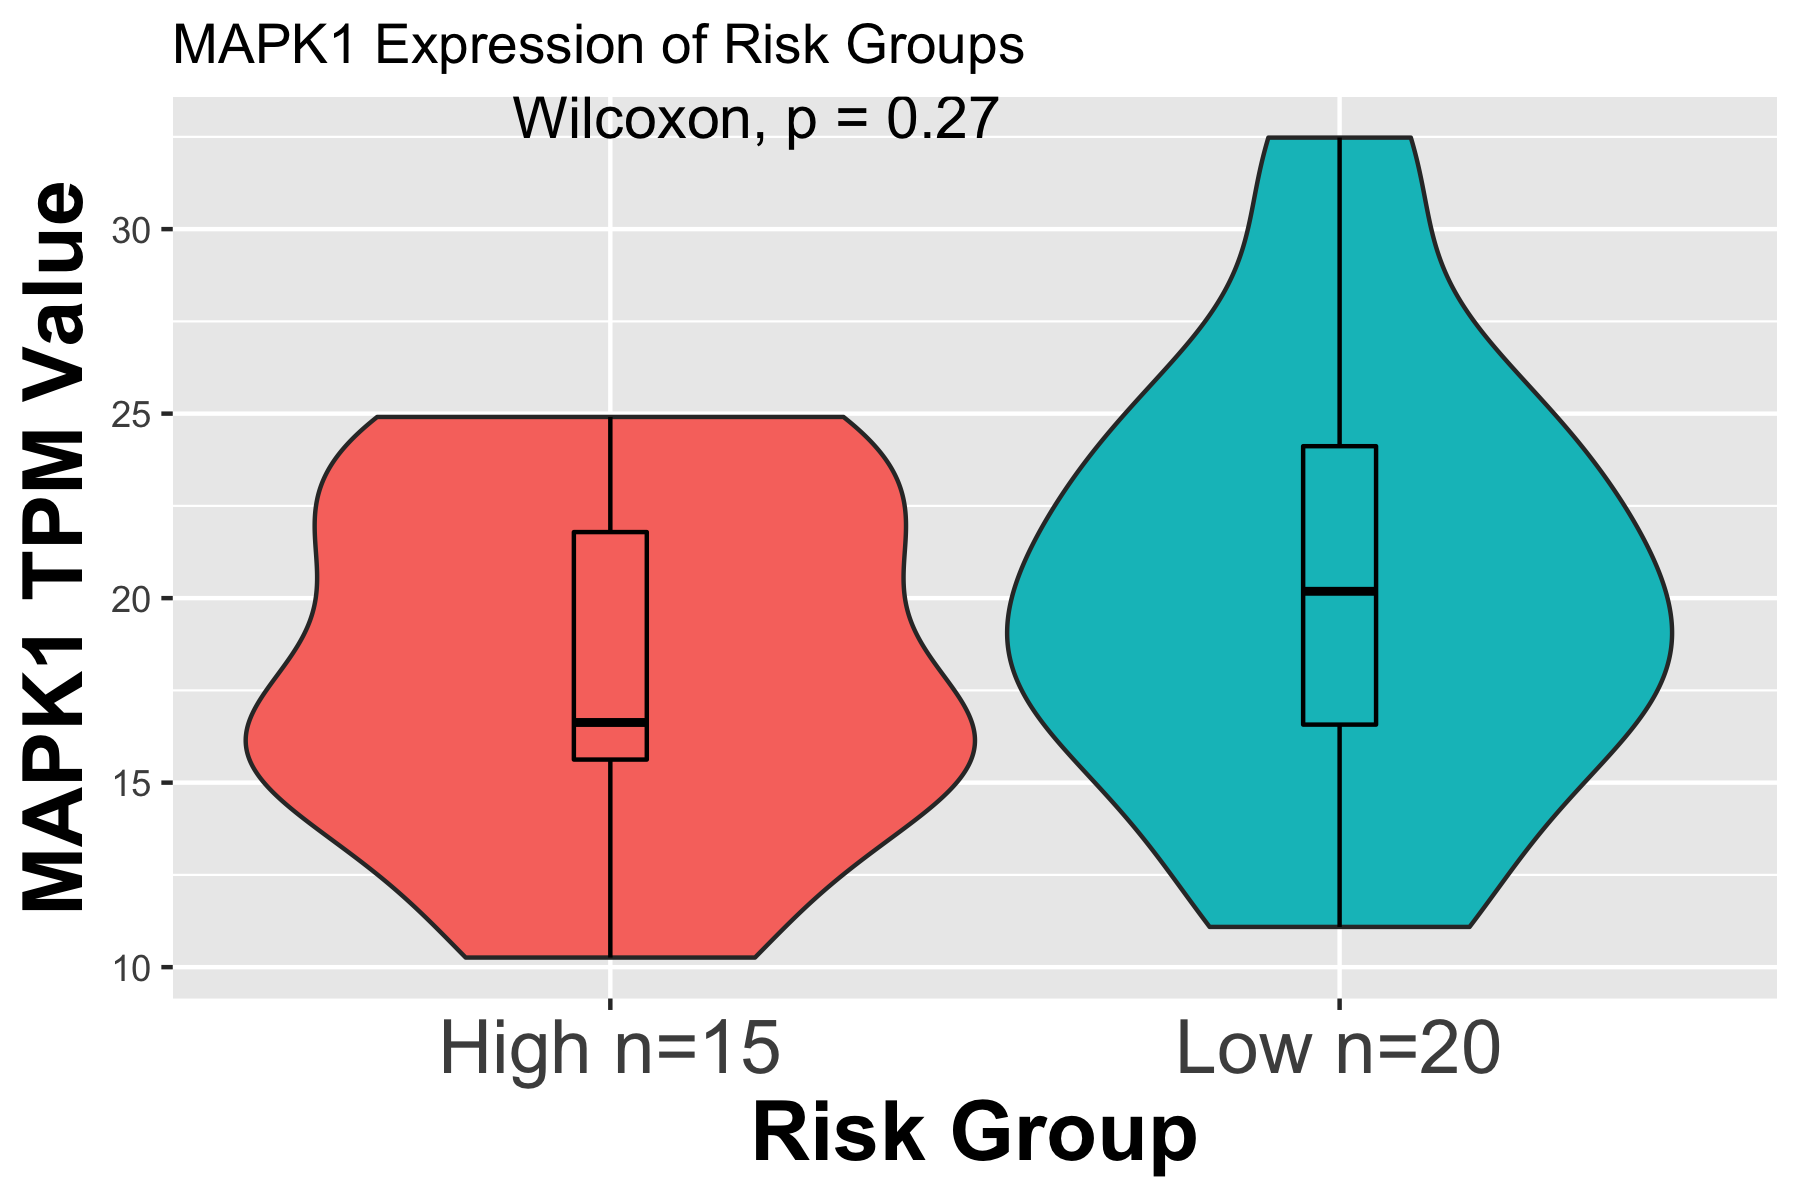 MAPK1 Expression of Risk Groups
Wilcoxon, p = 0.27
MAPK1 TPM Value
30
25
20
15
10
High n=15
Low n=20
Risk Group